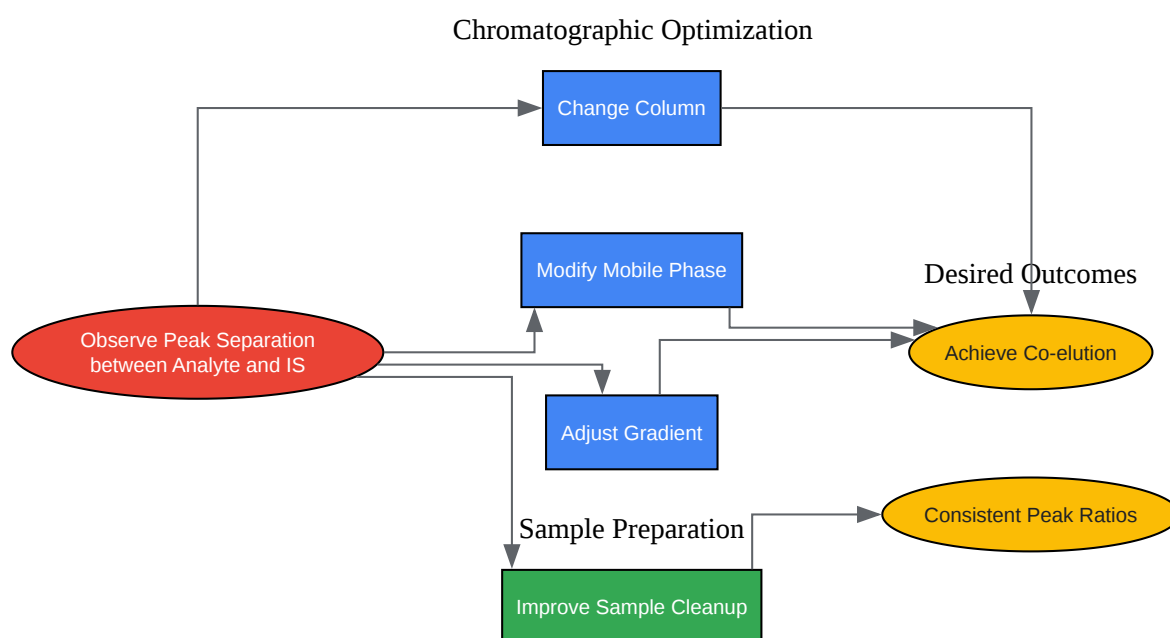 Chromatographic Optimization
Change Column
Modify Mobile Phase
Desired Outcomes
Observe Peak Separation
between Analyte and IS
Achieve Co-elution
Adjust Gradient
Consistent Peak Ratios
Sample Preparation
Improve Sample Cleanup